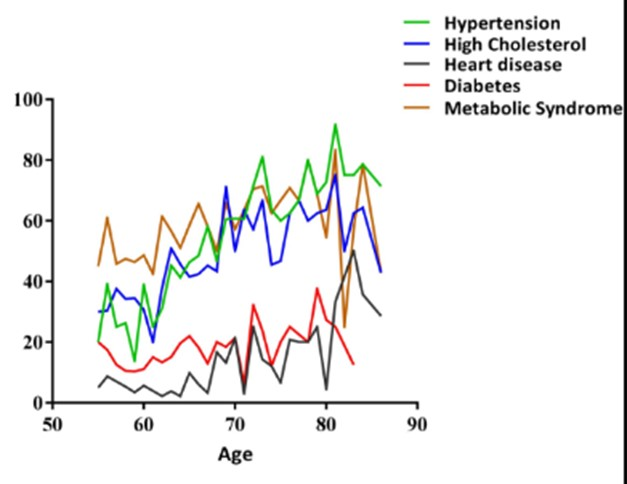 Hypertension
High Cholesterol
Heart disease
Diabetes
Metabolic Syndrome
100
80
60
40
20
0
50 60 70 80 90
Age